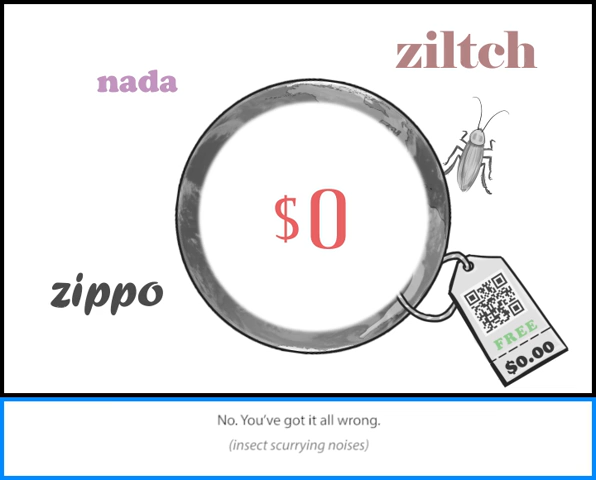 ziltch
nada
$0
zippo
FREE
$0.00
No. You've got it all wrong.
(insect scurrying noises)